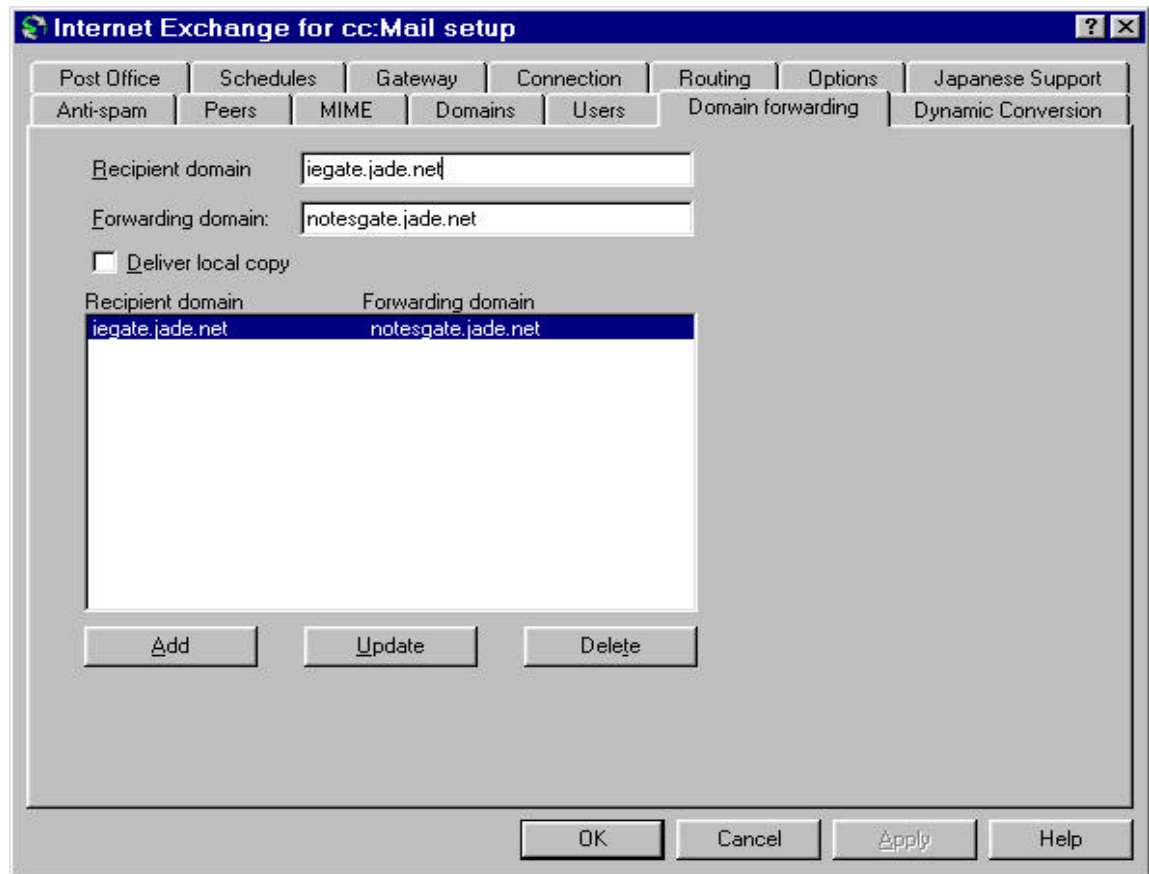 Internet Exchange for cc:Mail setup
Post Office Schedules Gateway Connection Routing Options Japanese Support
Anti-spam Peers MIME Domains Users Domain forwarding Dynamic Conversion
Recipient domain iegate.jade.net
Forwarding domain: notesgate.jade.net
Deliver local copy
Recipient domain Forwarding domain
iegate.jade.net notesgate.jade.net
Add Update Delete
OK Cancel Apply Help